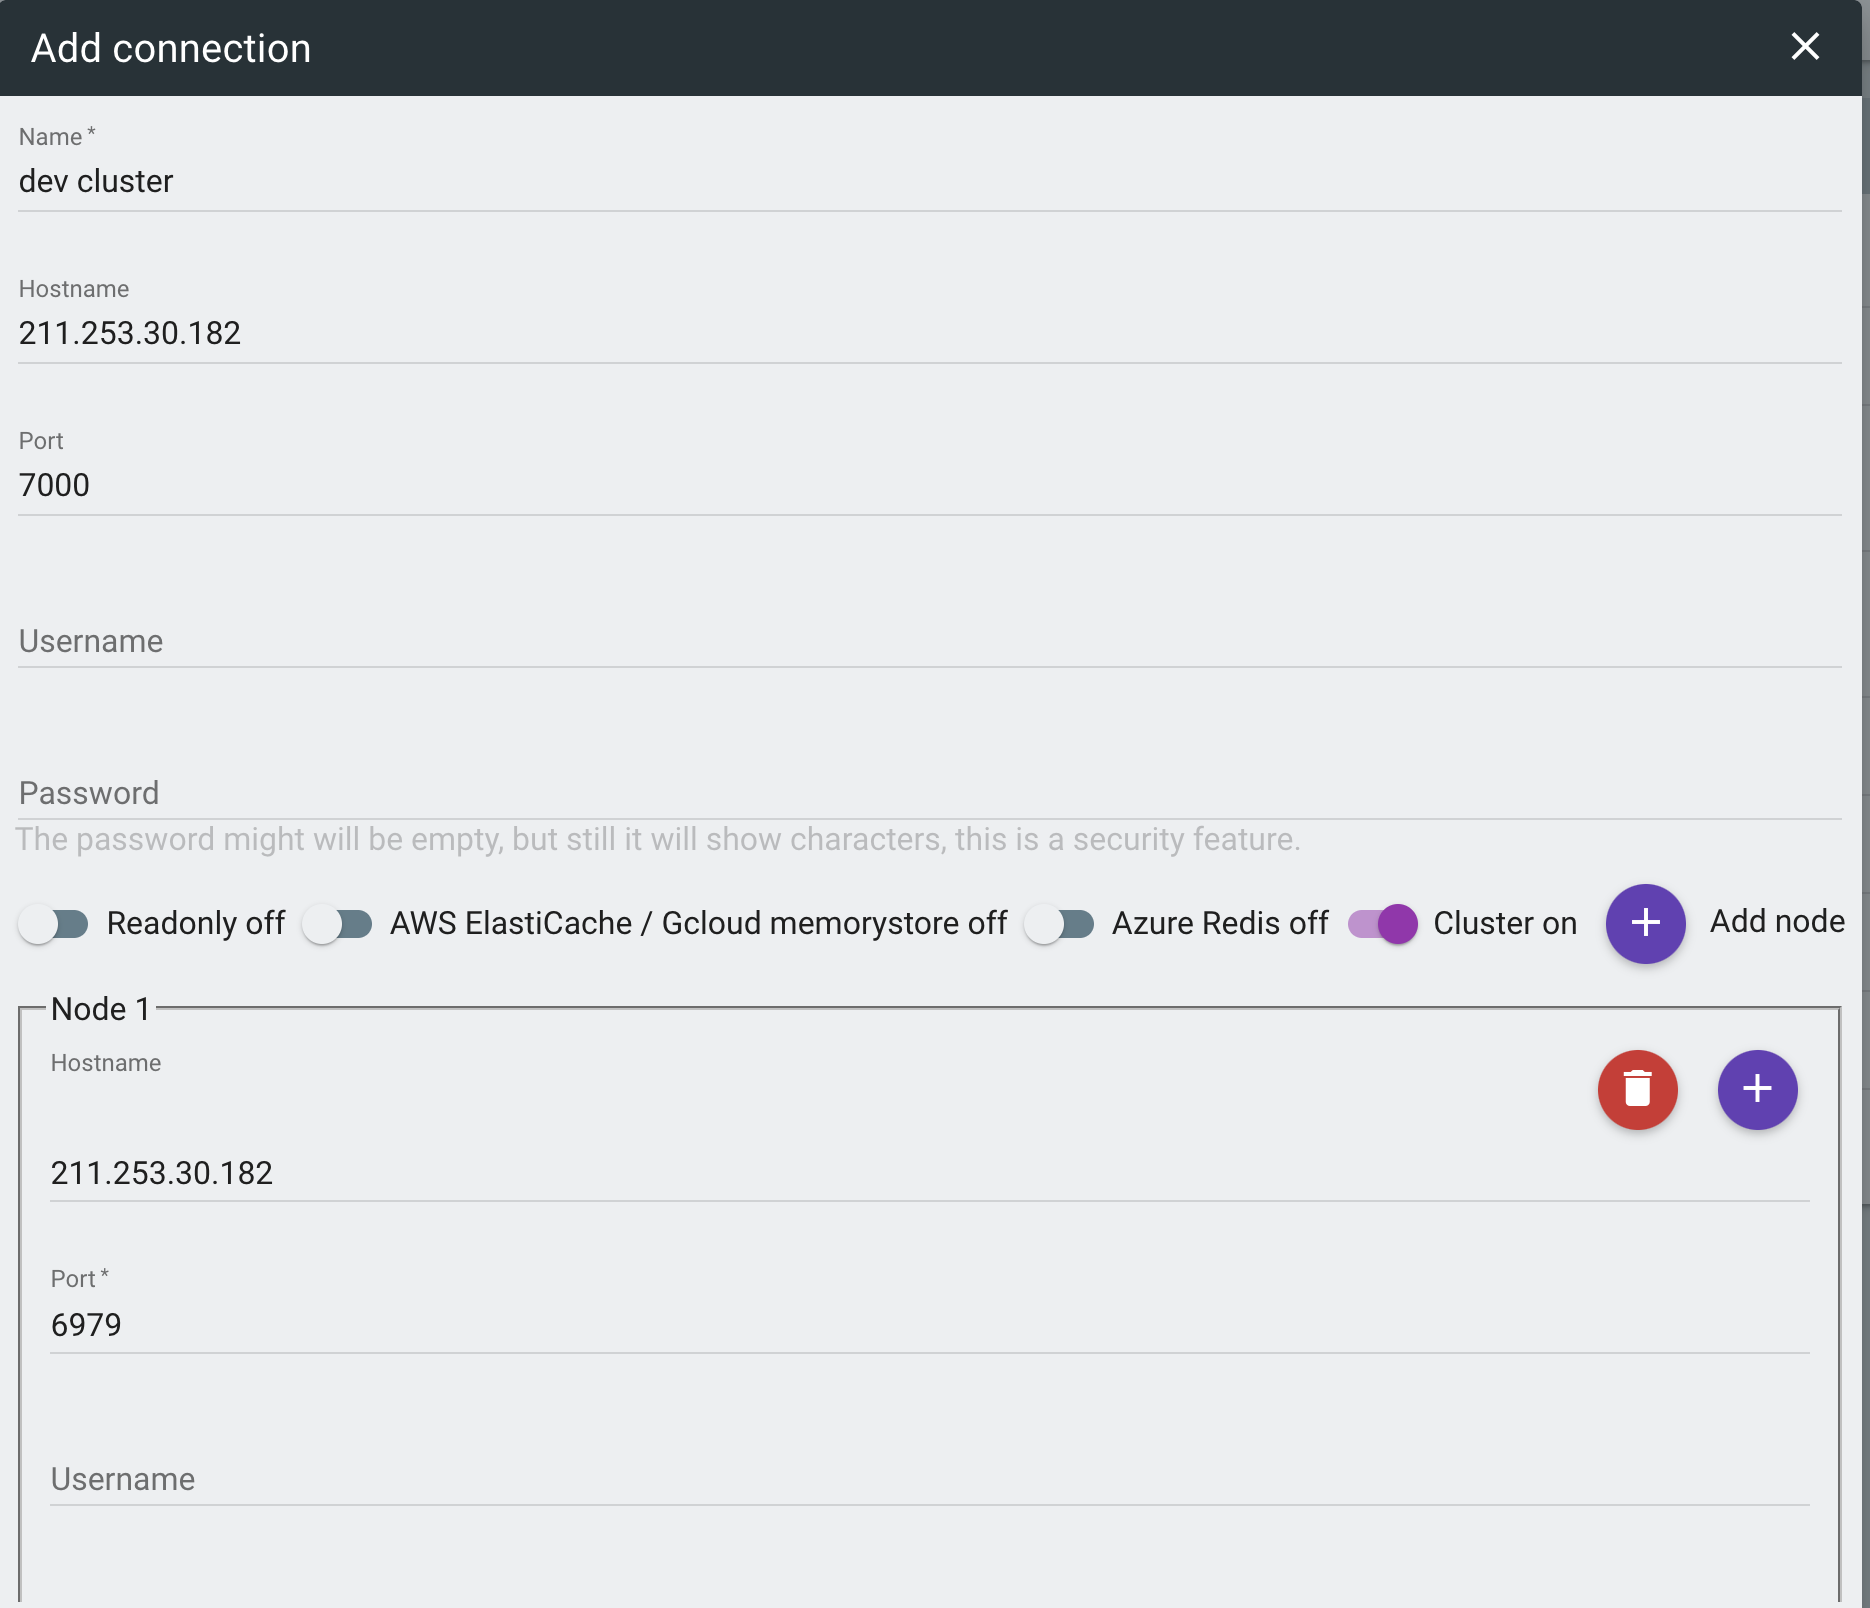 Add connection
Name *
dev cluster
Hostname
211.253.30.182
Port
7000
Username
Password
The password might will be empty, but still it will show characters, this is a security feature.
Readonly off AWS ElastiCache / Gcloud memorystore off Azure Redis off Cluster on Add node
Node 1
Hostname
211.253.30.182
Port *
6979
Username